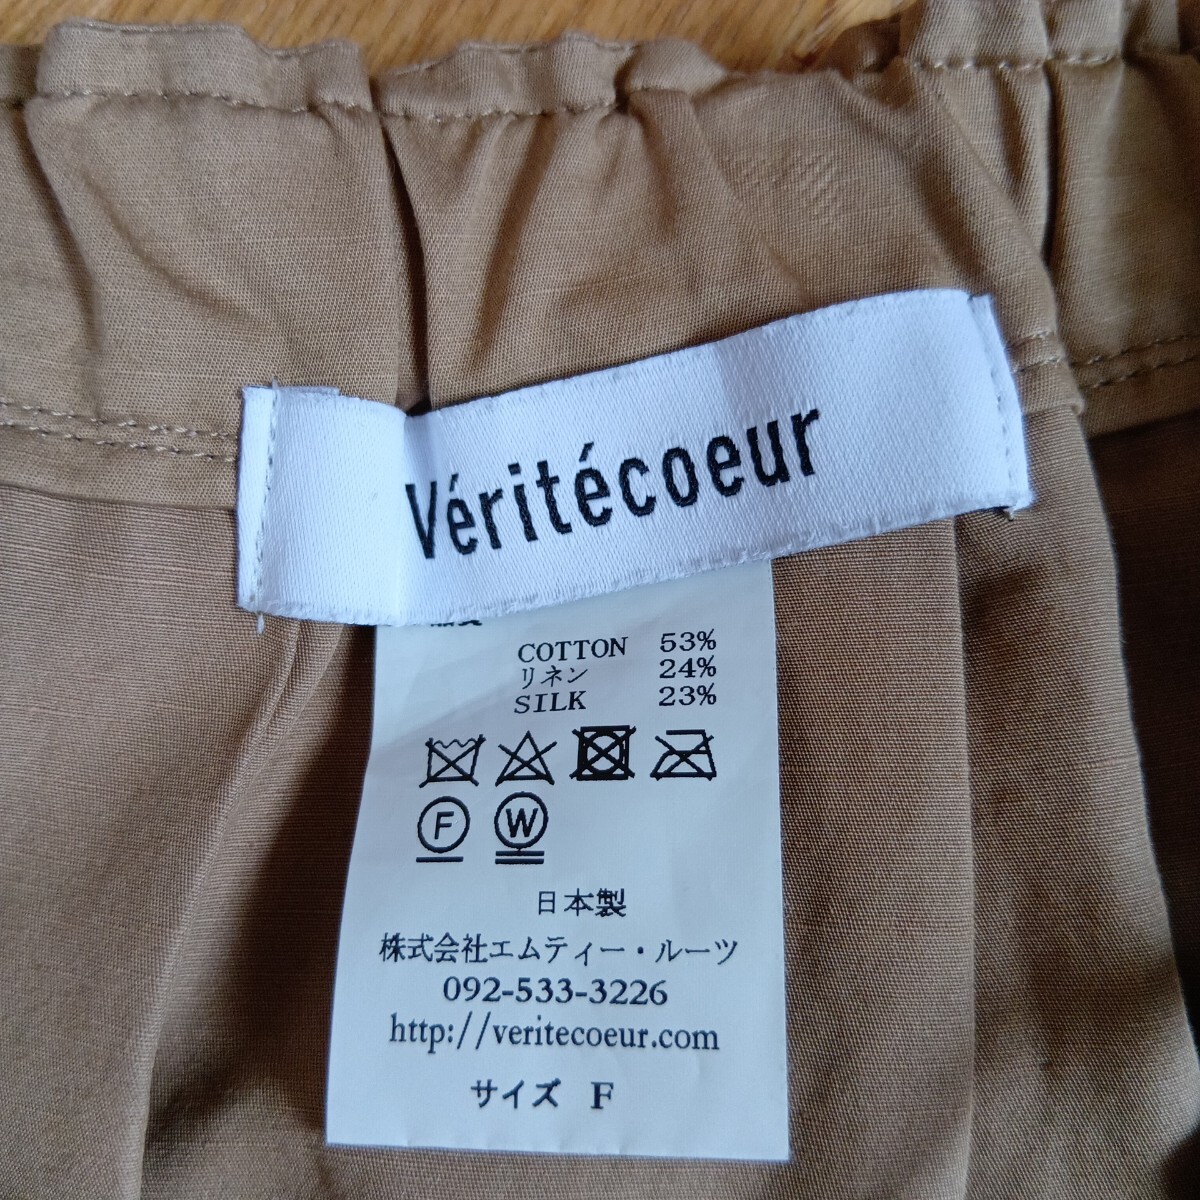 Véritécoeur
COTTON 53%
リネン 24%
SILK 23%
F W
日本製
株式会社エムティー・ルーツ
092-533-3226
http://veritecoeur.com
サイズ F